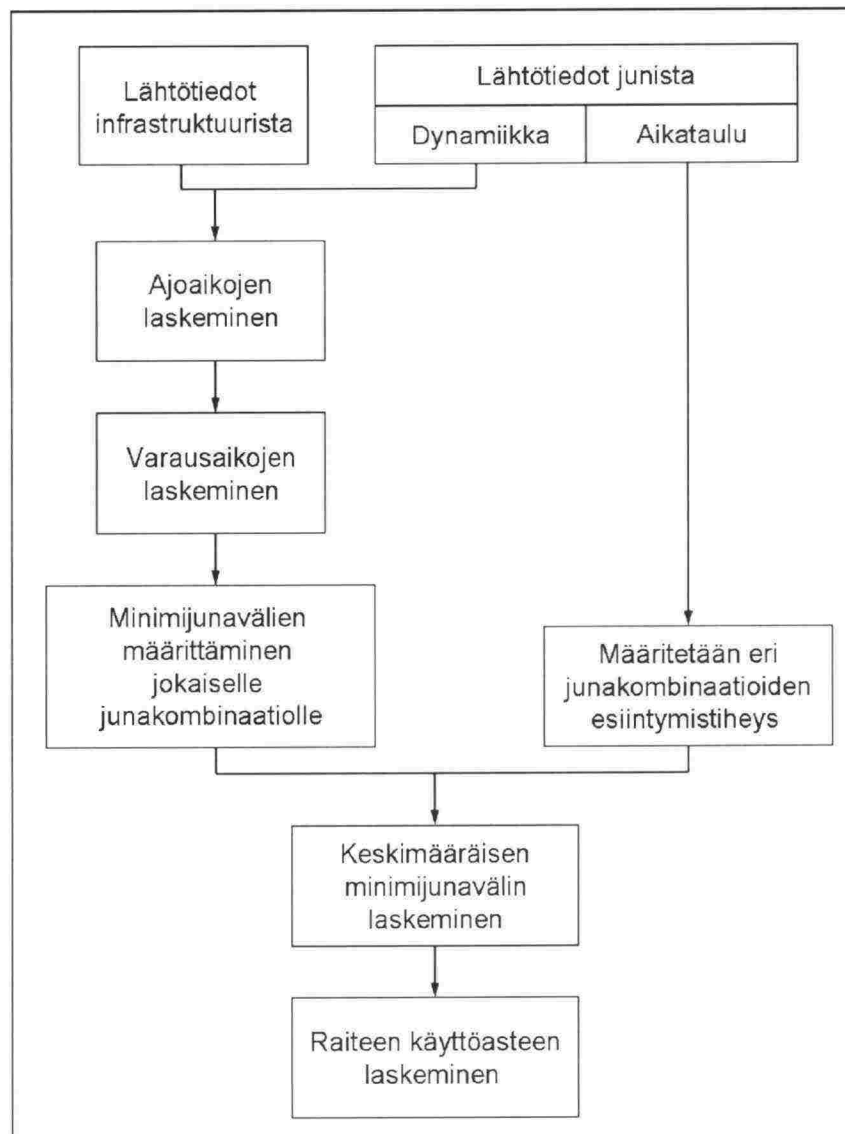 Lähtötiedot
infrastruktuurista
Lähtötiedot junista
Dynamiikka
Aikataulu
Ajoaikojen
laskeminen
Varausaikojen
laskeminen
Minimijunavälien
määrittäminen
jokaiselle
junakombinaatiolle
Määritetään eri
junakombinaatioiden
esiintymistiheys
Keskimääräisen
minimijunavälin
laskeminen
Raiteen käyttöasteen
laskeminen